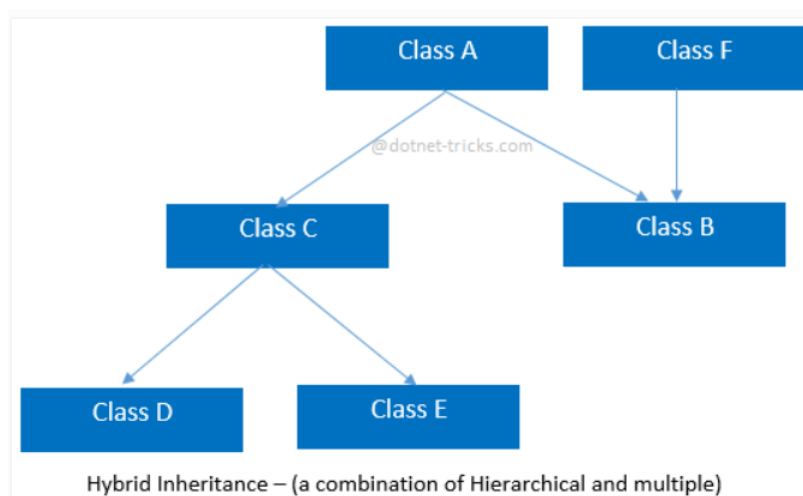 Class A
Class F
@dotnet-tricks.com
Class C
Class B
Class D
Class E
Hybrid Inheritance – (a combination of Hierarchical and multiple)